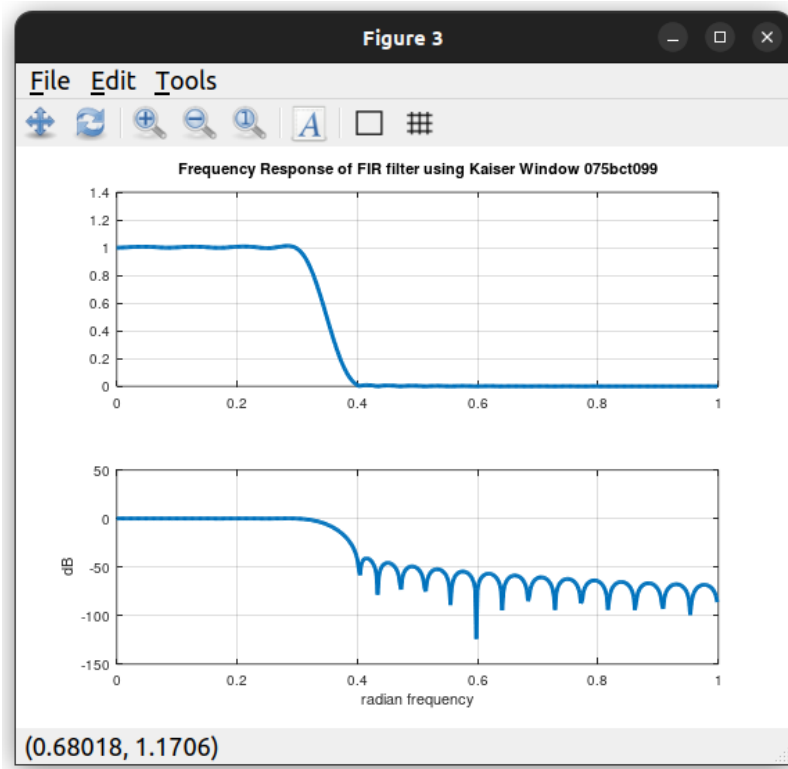 Figure 3
File Edit Tools
1
A
Frequency Response of FIR filter using Kaiser Window 075bct099
1.4
1.2
1
0.8
0.6
0.4
0.2
0
0 0.2 0.4 0.6 0.8 1
50
0
-50
-100
-150
dB
0 0.2 0.4 0.6 0.8 1
radian frequency
(0.68018, 1.1706)